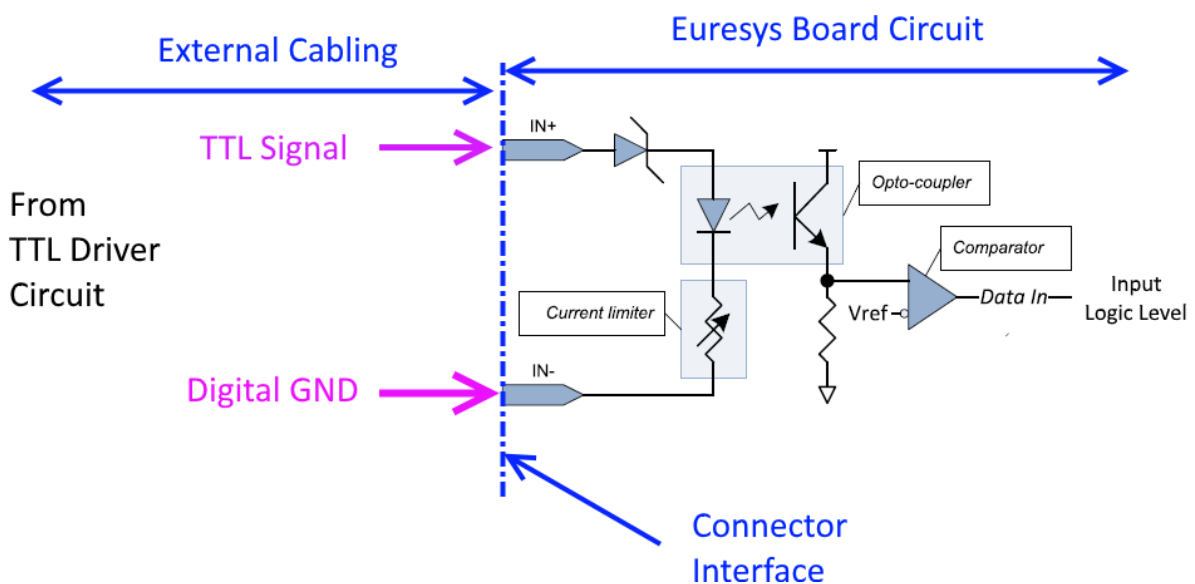 External Cabling
Euresys Board Circuit
IN+
TTL Signal
Opto-coupler
From
TTL Driver
Circuit
Comparator
Current limiter
Vref
Data In
Input
Logic Level
IN-
Digital GND
Connector
Interface